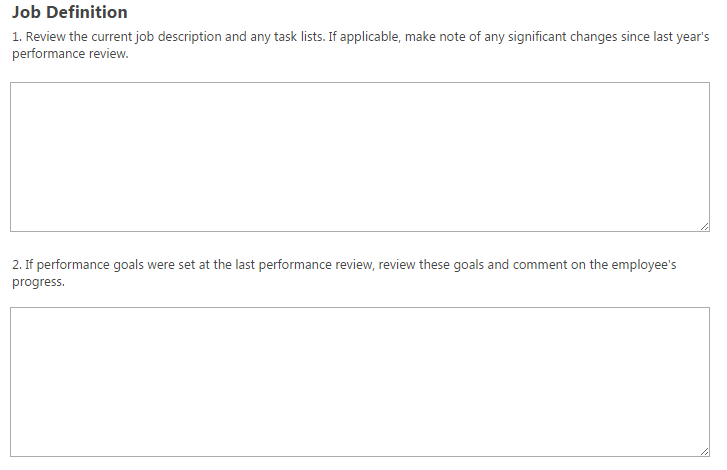 Job Definition
1. Review the current job description and any task lists. If applicable, make note of any significant changes since last year's
performance review.
2. If performance goals were set at the last performance review, review these goals and comment on the employee's
progress.